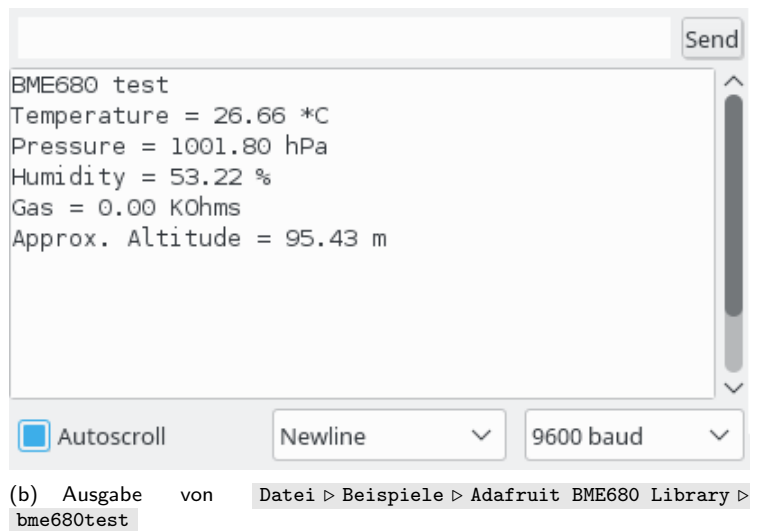 Send
BME680 test
Temperature = 26.66 *C
Pressure = 1001.80 hPa
Humidity = 53.22 %
Gas = 0.00 KOhms
Approx. Altitude = 95.43 m
Autoscroll
Newline
9600 baud
(b) Ausgabe von Datei ▷ Beispiele ▷ Adafruit BME680 Library ▷
bme680test